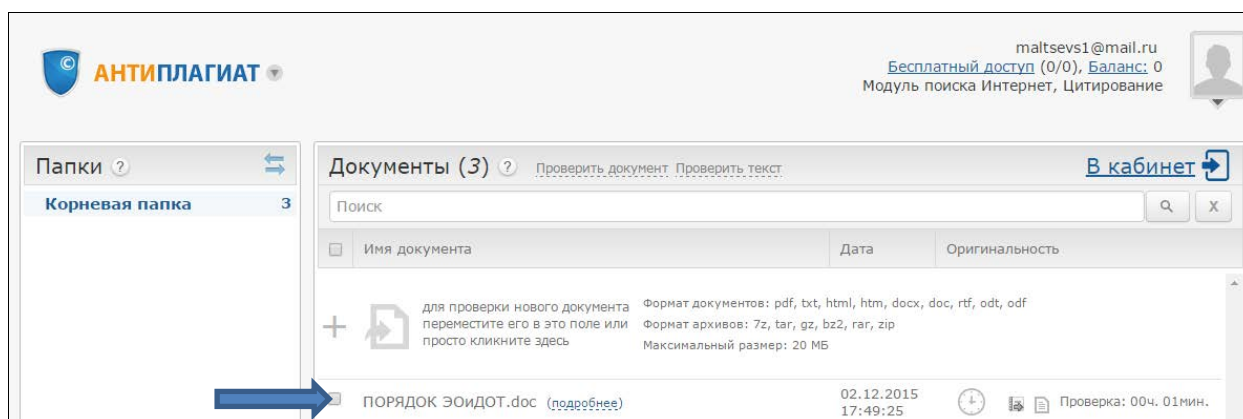 © АНТИПЛАГИАТ
maltsevs1@mail.ru
Бесплатный доступ (0/0), Баланс: 0
Модуль поиска Интернет, Цитирование
Папки ?
Корневая папка 3
Документы (3) ? Проверить документ Проверить текст В кабинет
Поиск X
Имя документа Дата Оригинальность
для проверки нового документа
переместите его в это поле или
просто кликните здесь
Формат документов: pdf, txt, html, htm, docx, doc, rtf, odt, odf
Формат архивов: 7z, tar, gz, bz2, rar, zip
Максимальный размер: 20 МБ
ПОРЯДОК ЭОиДОТ.doc (подробнее)
02.12.2015
17:49:25
Проверка: 00ч. 01мин.